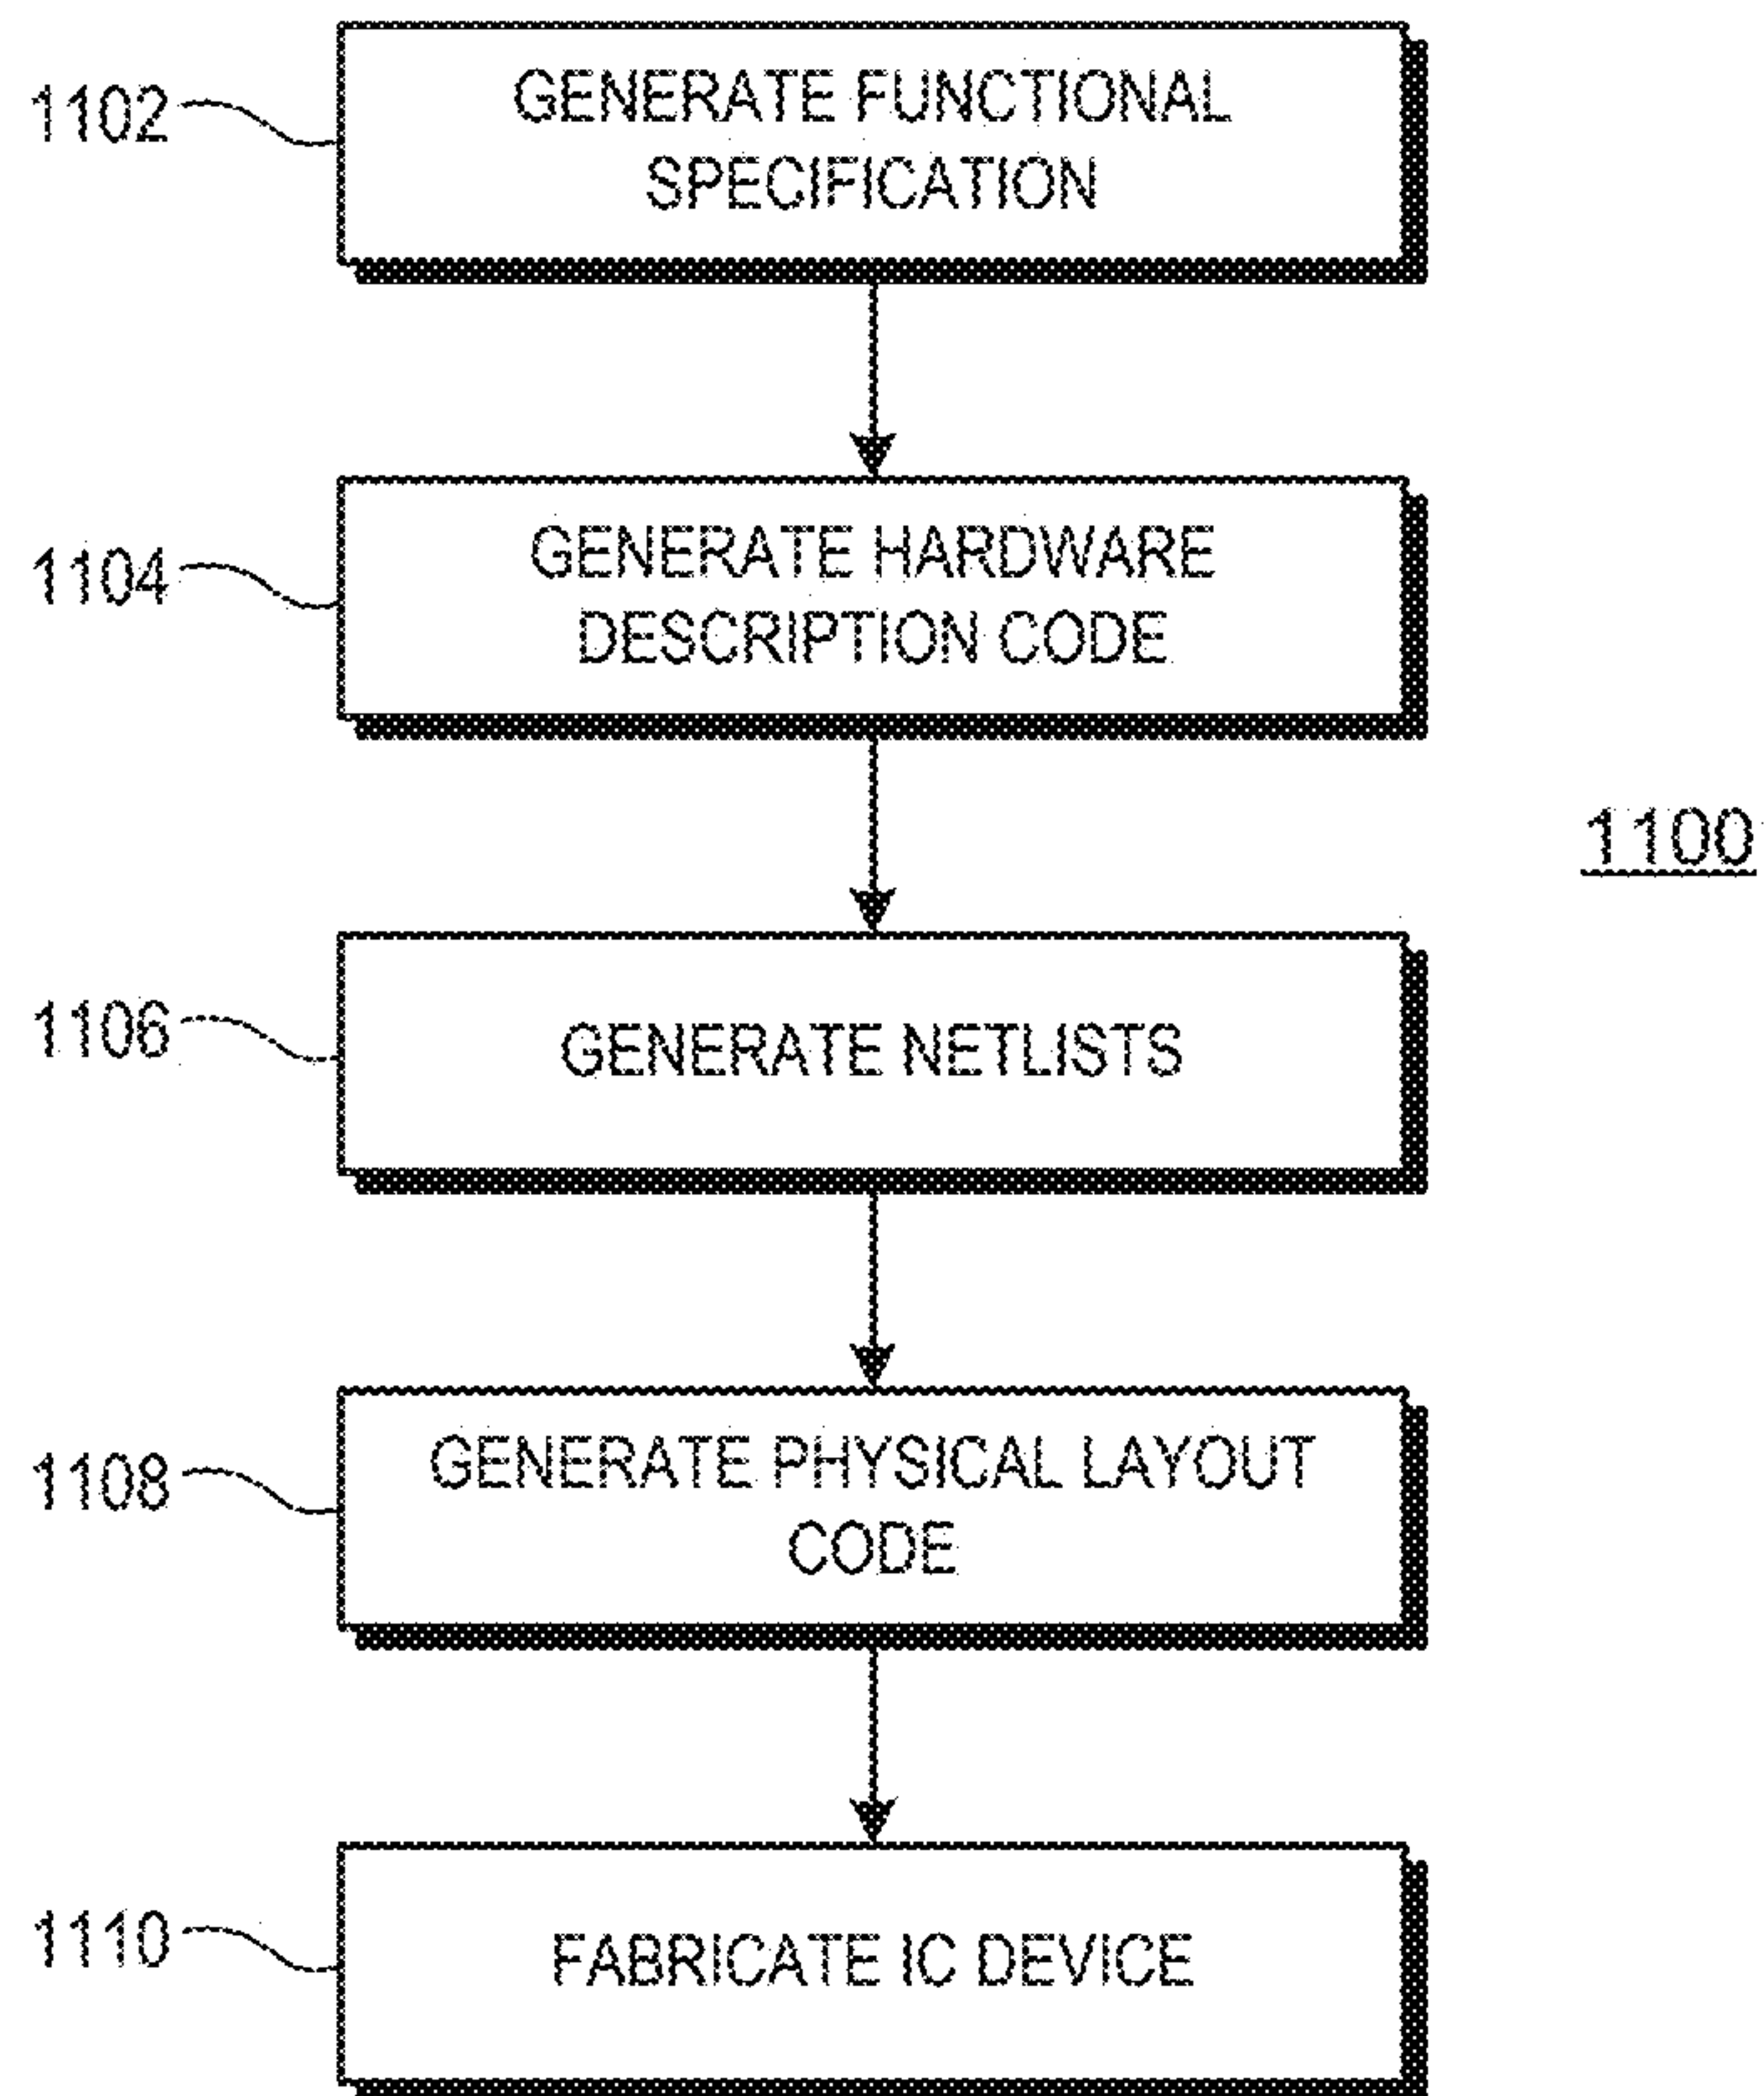 1102
GENERATE FUNCTIONAL
SPECIFICATION
1104
GENERATE HARDWARE
DESCRIPTION CODE
1100
1106
GENERATE NETLISTS
1108
GENERATE PHYSICAL LAYOUT
CODE
1110
FABRICATE IC DEVICE